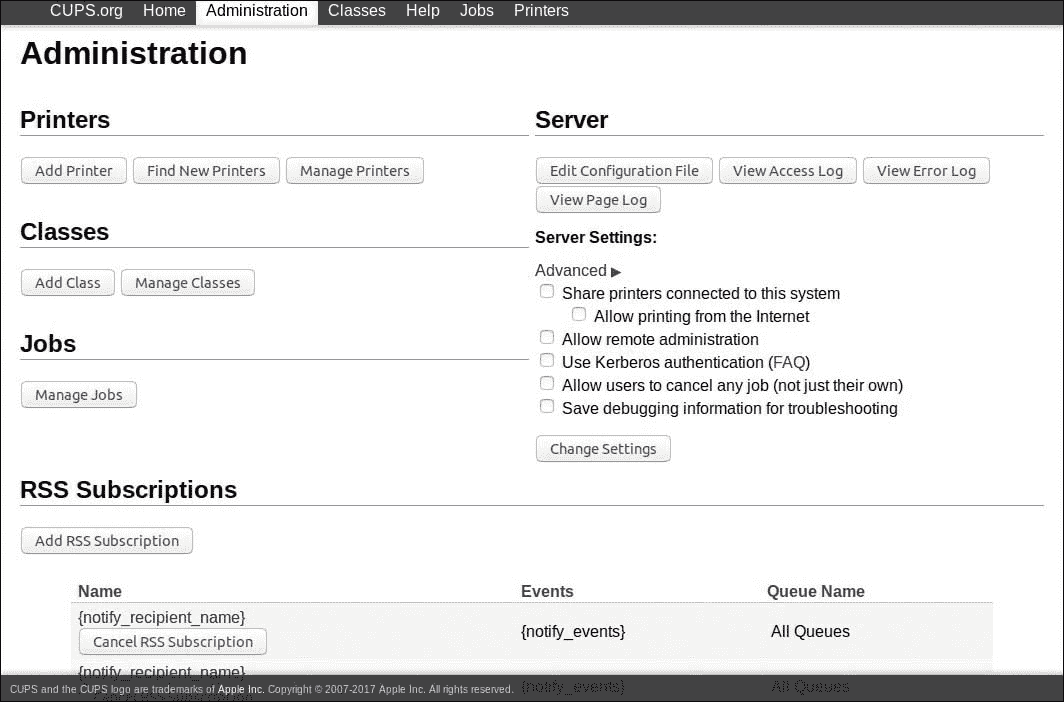 CUPS.org Home Administration Classes Help Jobs Printers
Administration
Printers
Add Printer Find New Printers Manage Printers
Classes
Add Class Manage Classes
Jobs
Manage Jobs
Server
Edit Configuration File View Access Log View Error Log
View Page Log
Server Settings:
Advanced ▶
Share printers connected to this system
Allow printing from the Internet
Allow remote administration
Use Kerberos authentication (FAQ)
Allow users to cancel any job (not just their own)
Save debugging information for troubleshooting
Change Settings
RSS Subscriptions
Add RSS Subscription
Name Events Queue Name
{notify_recipient_name}
Cancel RSS Subscription
{notify_events} All Queues
{notify_recipient_name}
Cancel RSS Subscription
{notify_events} All Queues
CUPS and the CUPS logo are trademarks of Apple Inc. Copyright © 2007-2017 Apple Inc. All rights reserved.